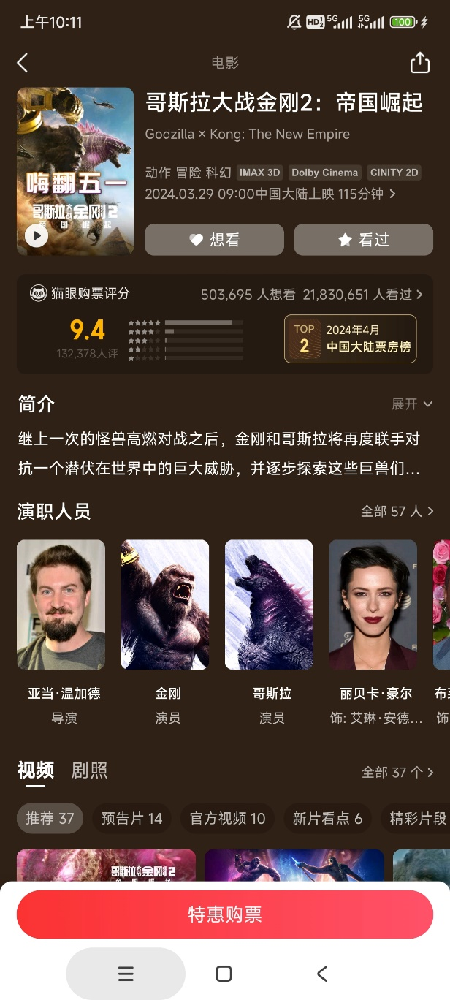 上午10:11
HD 1 2
5G
5G
100
电影
嗨翻五一
哥斯拉大战金刚2
帝国崛起
哥斯拉大战金刚2：帝国崛起
Godzilla × Kong: The New Empire
动作 冒险 科幻 IMAX 3D Dolby Cinema CINITY 2D
2024.03.29 09:00中国大陆上映 115分钟
想看
看过
猫眼购票评分
503,695 人想看 21,830,651 人看过
9.4
132,378人评
TOP
2
2024年4月
中国大陆票房榜
简介
展开
继上一次的怪兽高燃对战之后，金刚和哥斯拉将再度联手对
抗一个潜伏在世界中的巨大威胁，并逐步探索这些巨兽们...
演职人员
全部 57 人
亚当·温加德
导演
金刚
演员
哥斯拉
演员
丽贝卡·豪尔
饰: 艾琳·安德...
饰
视频 剧照
全部 37 个
推荐 37
预告片 14
官方视频 10
新片看点 6
精彩片段
哥斯拉大战金刚2
特惠购票